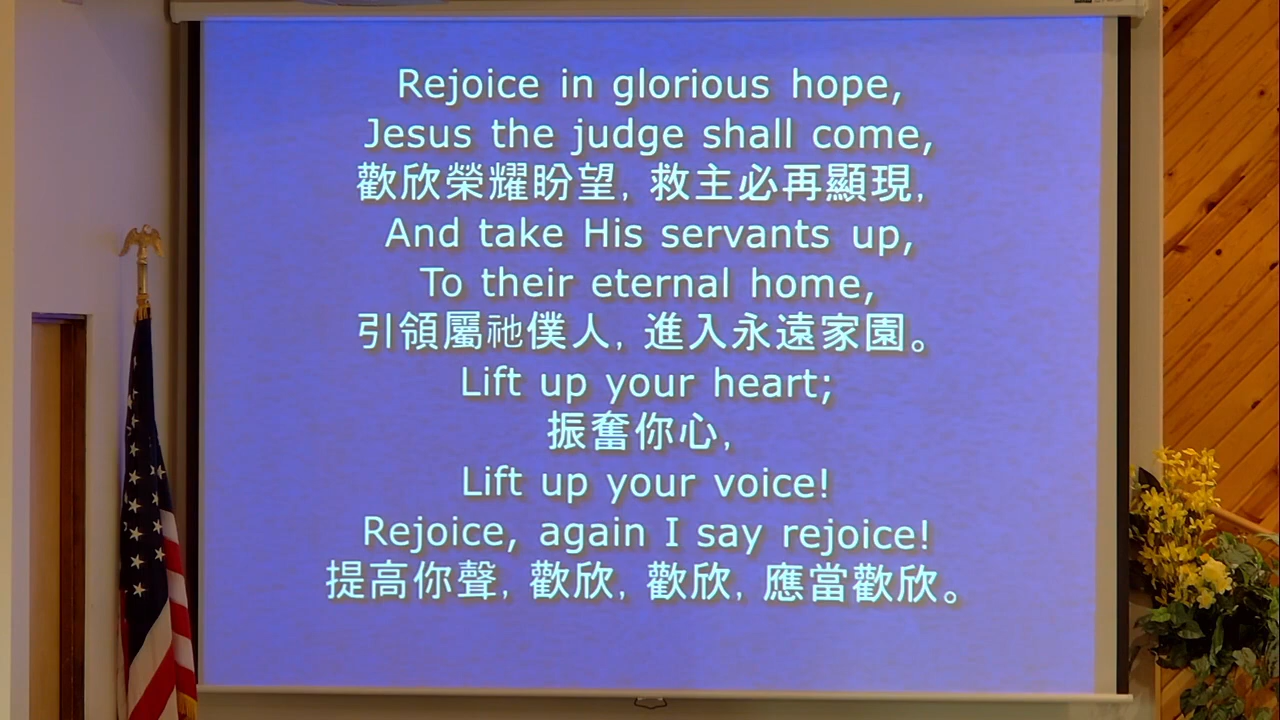 Rejoice in glorious hope,
Jesus the judge shall come,
歡欣榮耀盼望, 救主必再顯現,
And take His servants up,
To their eternal home,
引領屬祂僕人, 進入永遠家園。
Lift up your heart;
振奮你心,
Lift up your voice!
Rejoice, again I say rejoice!
提高你聲, 歡欣, 歡欣, 應當歡欣。